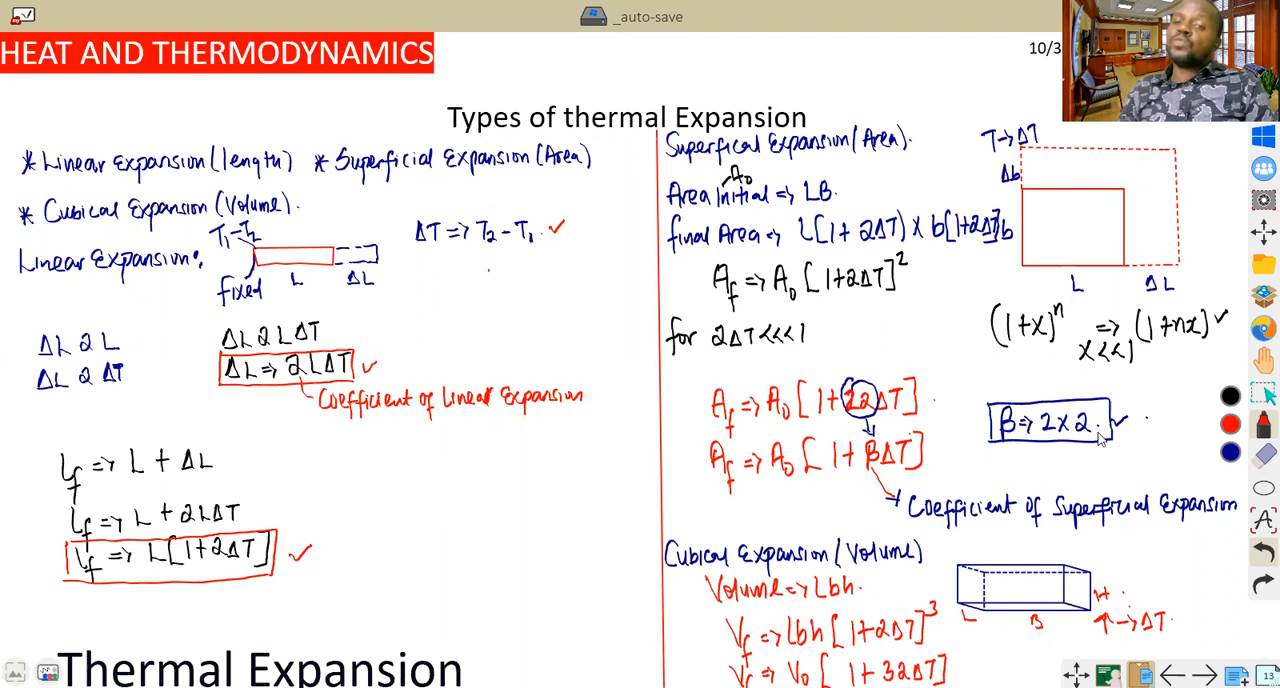 _auto-save
HEAT AND THERMODYNAMICS
10/3
Types of thermal Expansion
* Linear Expansion (length) * Superficial Expansion (Area)
* Cubical Expansion (Volume).
T₁-T₂
ΔT => T₂ - T₁ . ✓
Linear Expansion:
fixed L ΔL
ΔL α L
ΔL α ΔT
ΔL α LΔT
ΔL => αLΔT ✓
Coefficient of Linear Expansion
Lf => L + ΔL
Lf => L + αLΔT
Lf => L[1+αΔT] ✓
Thermal Expansion
Superfical Expansion (Area).
Area Initial => LB.
A₀
final Area => l[1+αΔT) × b[1+αΔT]
Af => A₀[1+αΔT]²
for αΔT<<<1
T→ΔT
Δb
b
L ΔL
(1+x)ⁿ => (1+nx) ✓
x<<1
Af => A₀[1+2αΔT] .
Af => A₀[1+βΔT]
β => 2×α. ✓
Coefficient of Superficial Expansion
Cubical Expansion (Volume)
Volume => Lbh.
L B H
↑→ΔT
Vf => Lbh[1+αΔT]³
Vf => V₀[1+3αΔT]
13